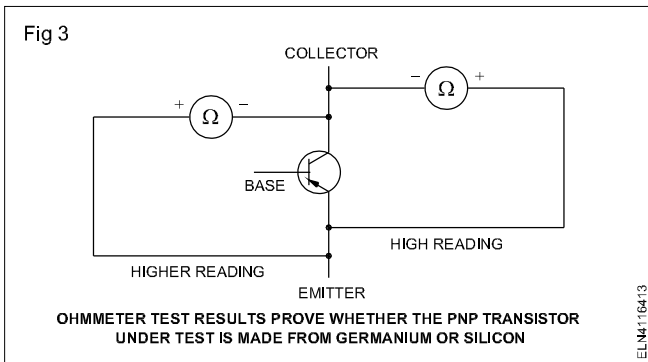 Fig 3
COLLECTOR
− Ω +
+ Ω −
BASE
HIGH READING
HIGHER READING
EMITTER
OHMMETER TEST RESULTS PROVE WHETHER THE PNP TRANSISTOR
UNDER TEST IS MADE FROM GERMANIUM OR SILICON
ELN4116413